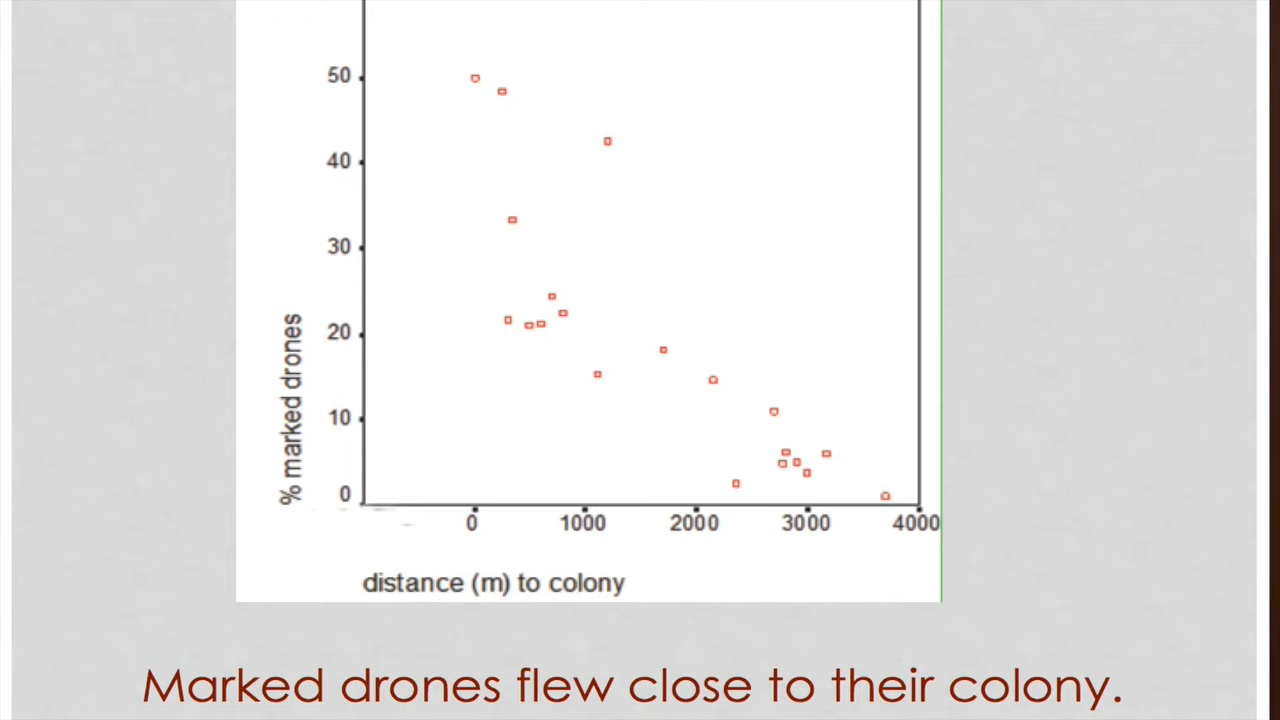 50
40
30
20
10
0
% marked drones
0 1000 2000 3000 4000
distance (m) to colony
Marked drones flew close to their colony.